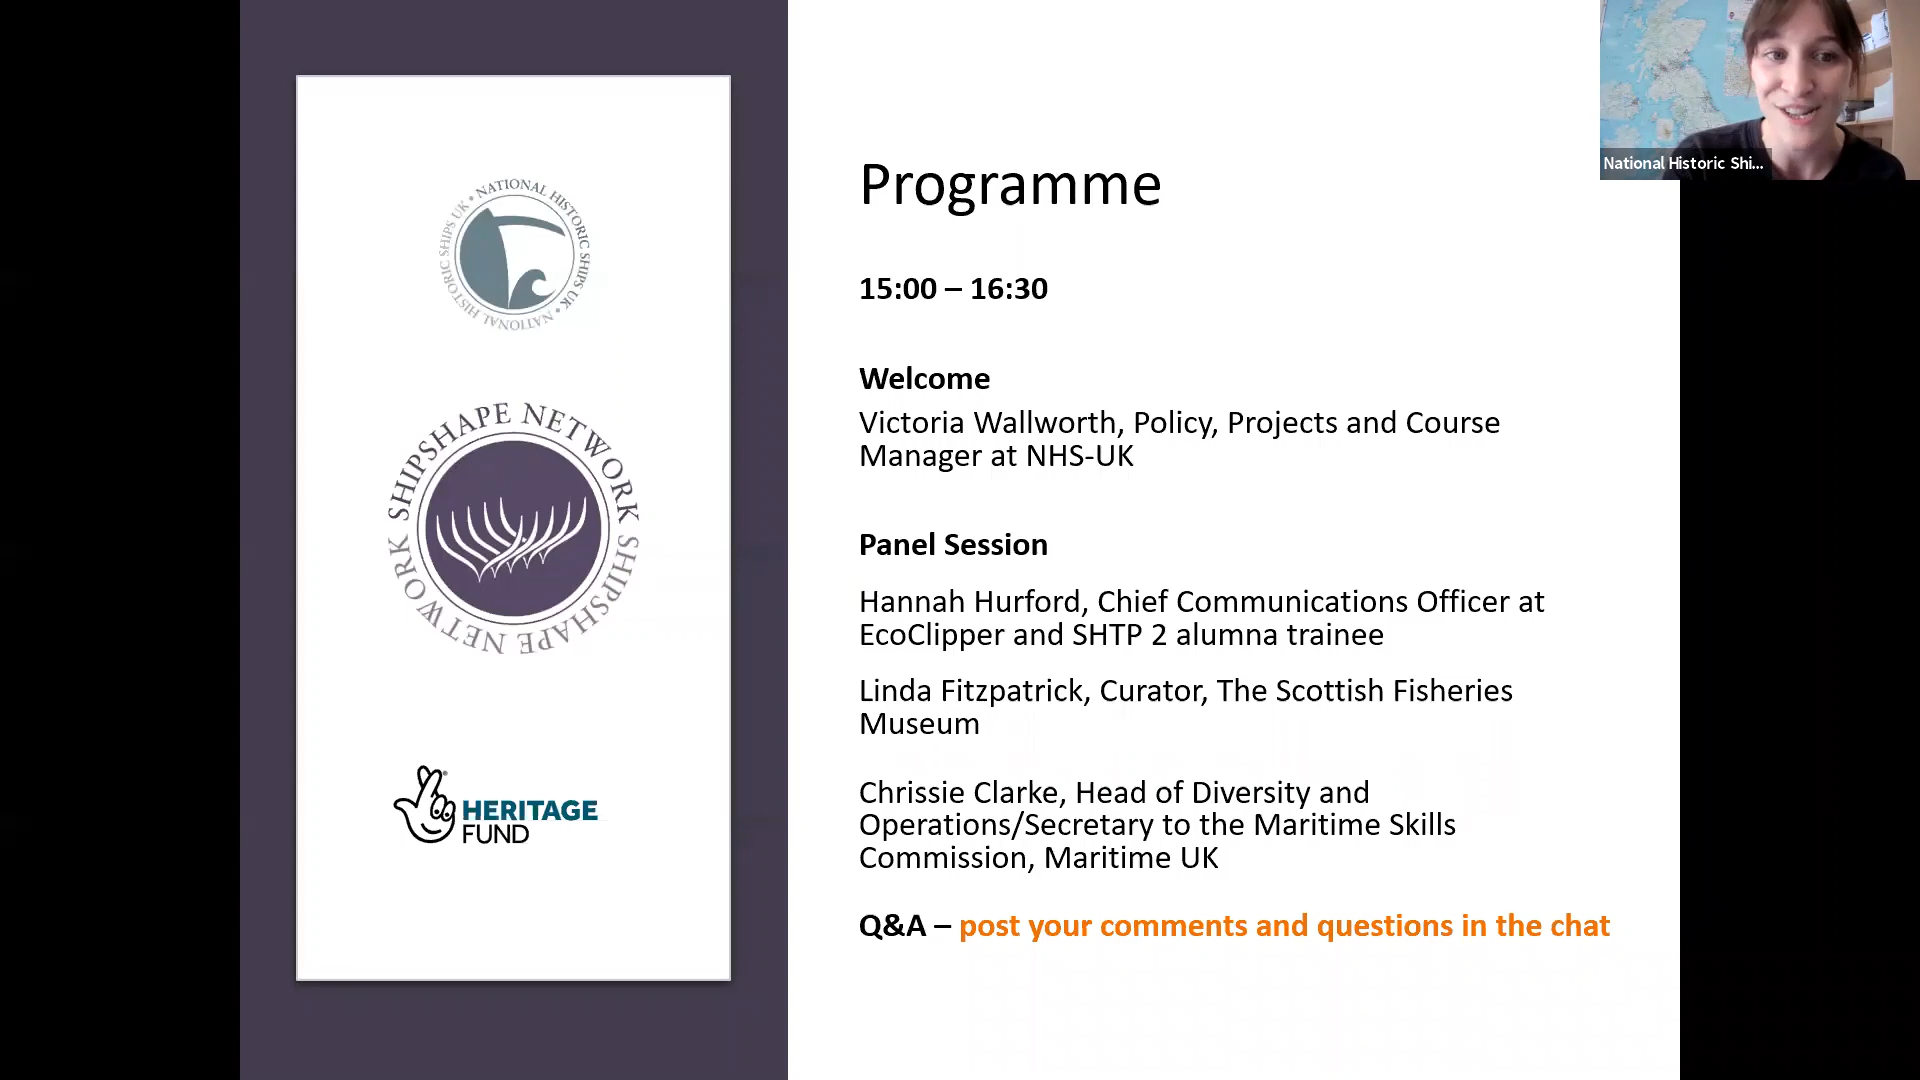 NATIONAL HISTORIC SHIPS UK • NATIONAL HISTORIC SHIPS UK •
SHIPSHAPE NETWORK SHIPSHAPE NETWORK
HERITAGE
FUND
Programme
15:00 – 16:30
Welcome
Victoria Wallworth, Policy, Projects and Course
Manager at NHS-UK
Panel Session
Hannah Hurford, Chief Communications Officer at
EcoClipper and SHTP 2 alumna trainee
Linda Fitzpatrick, Curator, The Scottish Fisheries
Museum
Chrissie Clarke, Head of Diversity and
Operations/Secretary to the Maritime Skills
Commission, Maritime UK
Q&A – post your comments and questions in the chat
National Historic Shi...